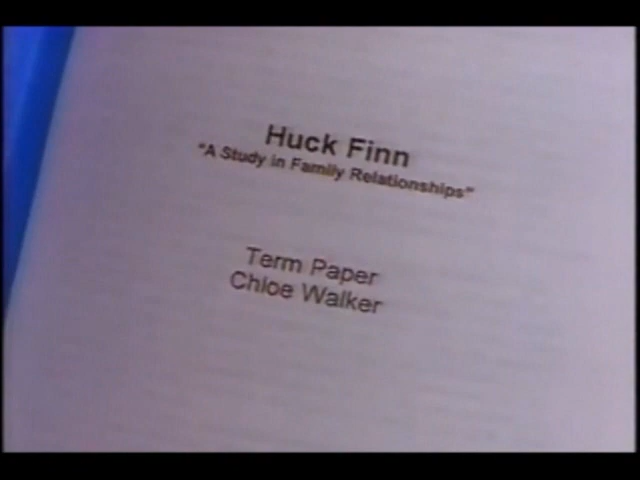 Huck Finn
"A Study in Family Relationships"
Term Paper
Chloe Walker